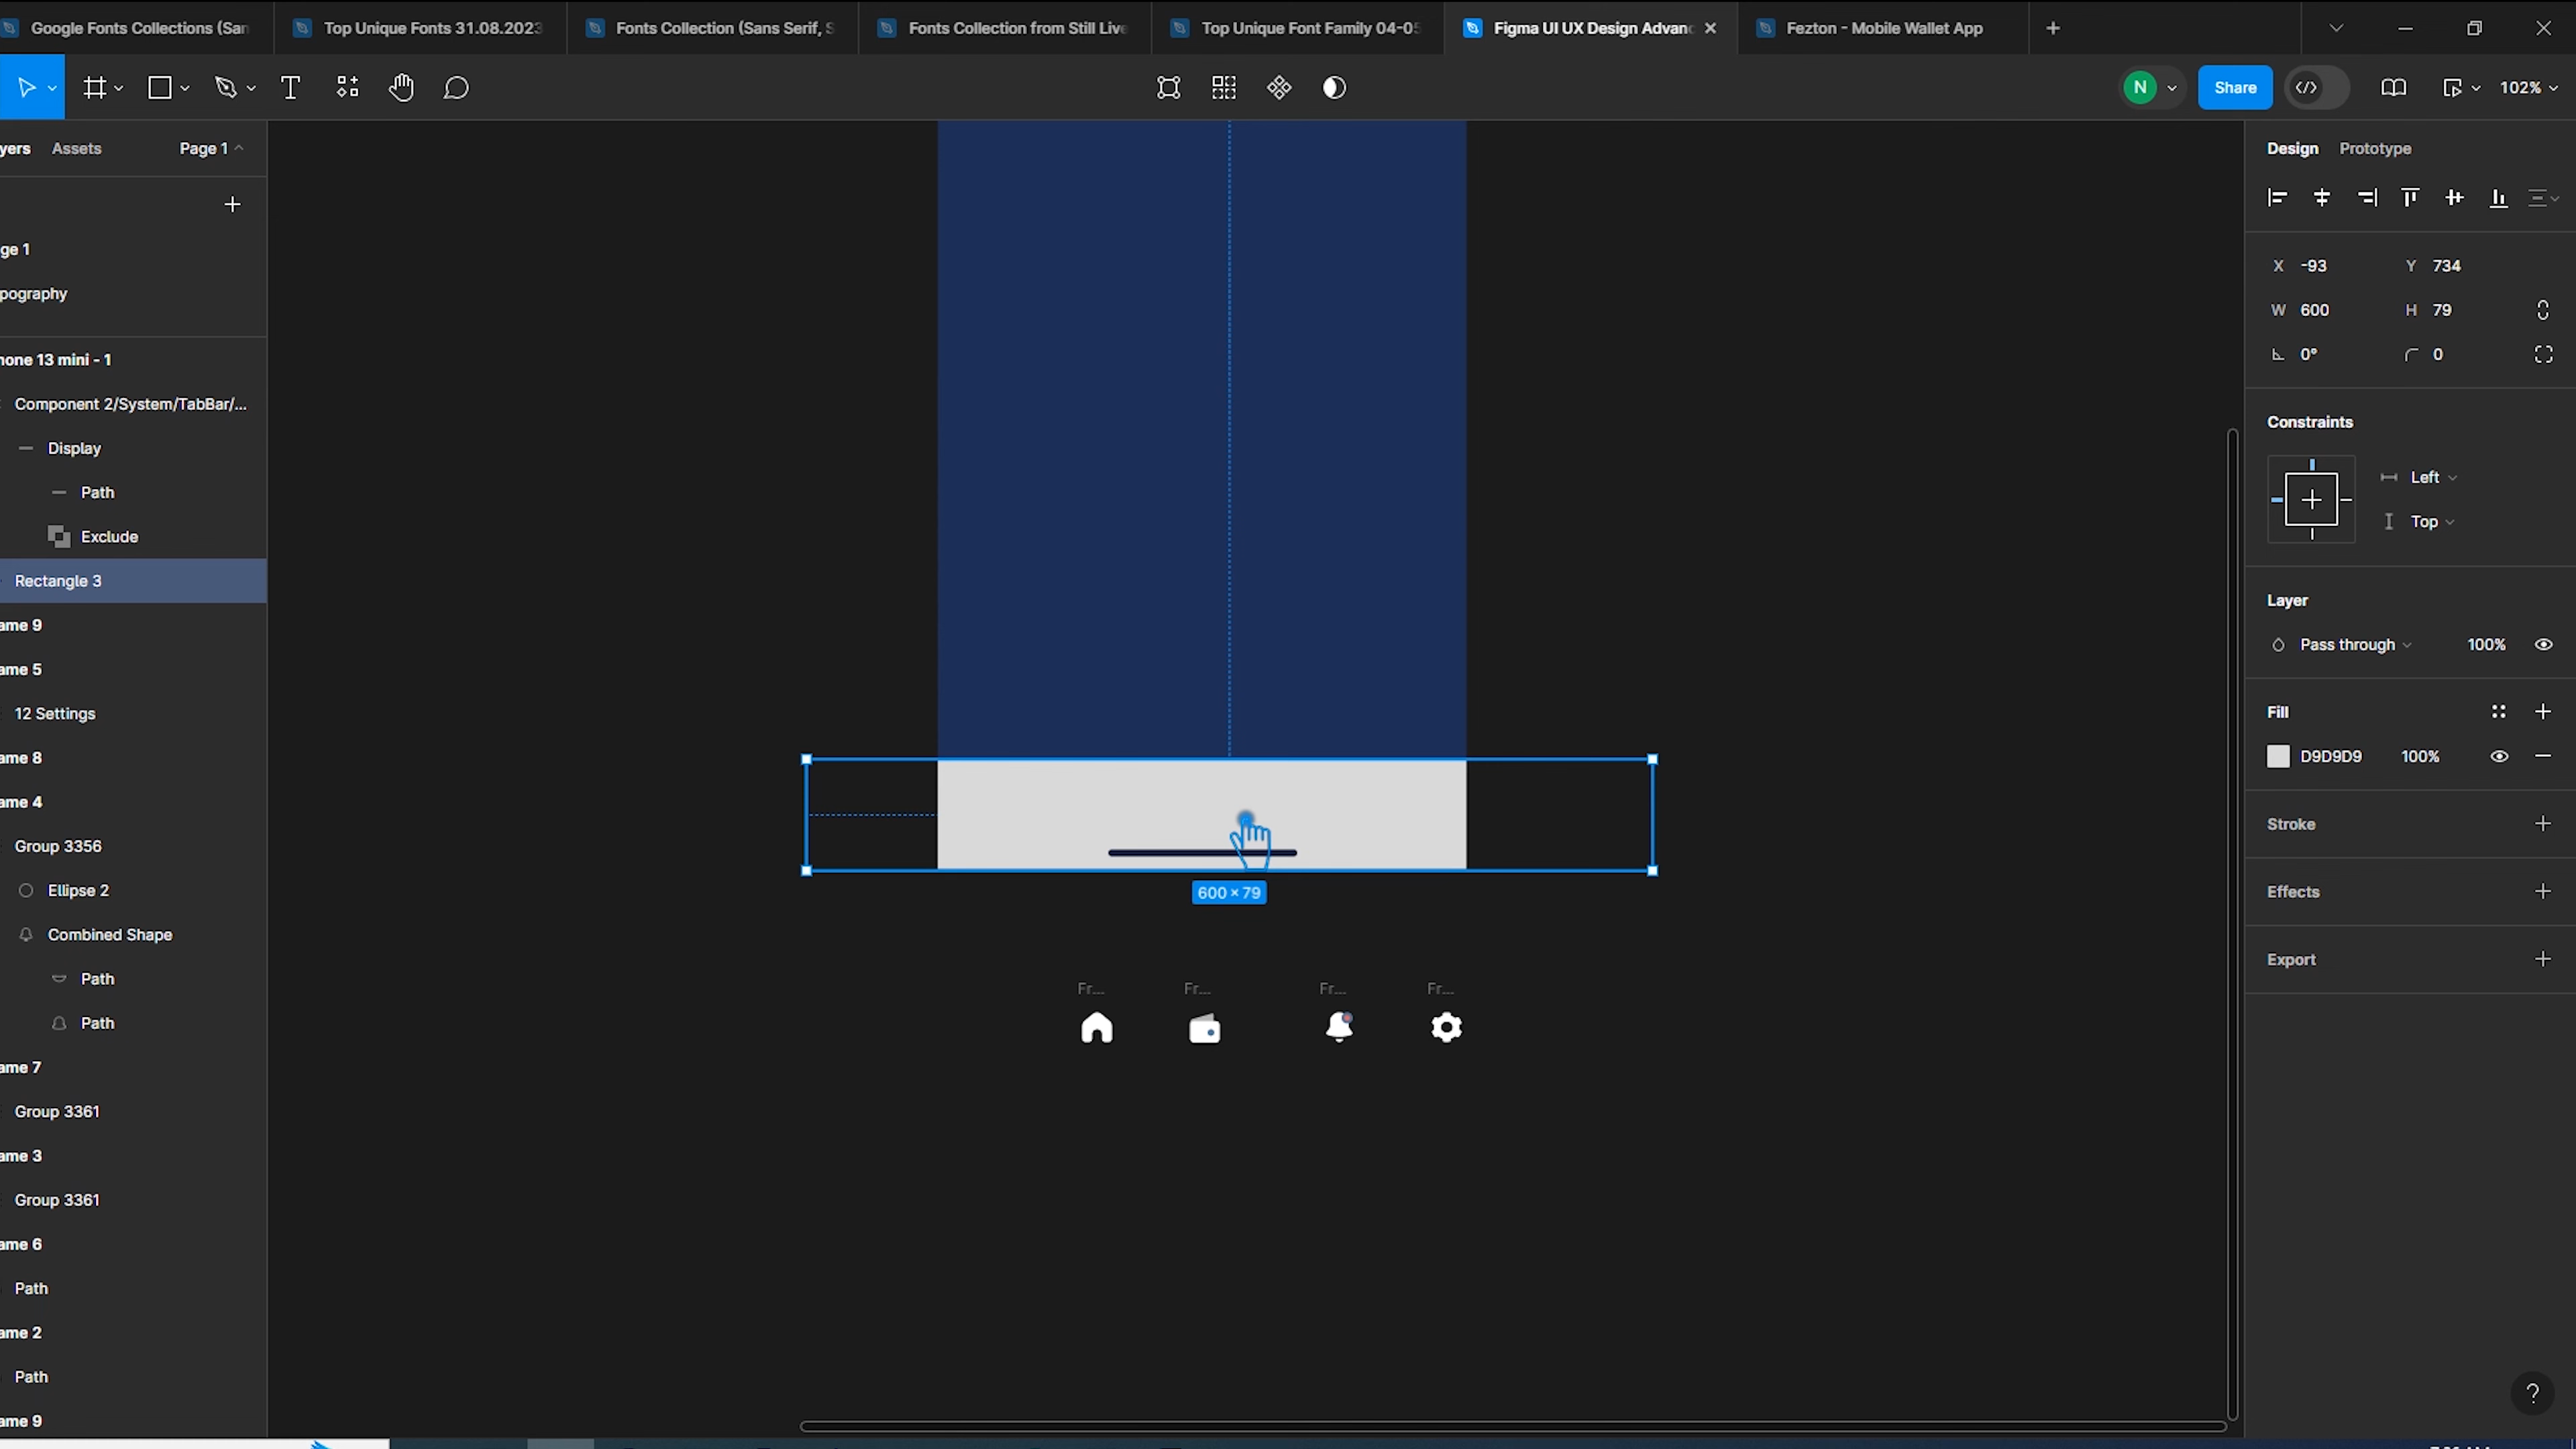 Google Fonts Collections (San
Top Unique Fonts 31.08.2023
Fonts Collection (Sans Serif, S
Fonts Collection from Still Live
Top Unique Font Family 04-05
Figma UI UX Design Advanc
Fezton - Mobile Wallet App
N
Share
102%
yers
Assets
Page 1
Design
Prototype
ge 1
pography
hone 13 mini - 1
Component 2/System/TabBar/...
Display
Path
Exclude
Rectangle 3
ame 9
ame 5
12 Settings
ame 8
ame 4
Group 3356
Ellipse 2
Combined Shape
Path
Path
ame 7
Group 3361
ame 3
Group 3361
ame 6
Path
ame 2
Path
ame 9
600 × 79
Fr...
Fr...
Fr...
Fr...
X -93
Y 734
W 600
H 79
0°
0
Constraints
Left
Top
Layer
Pass through
100%
Fill
D9D9D9
100%
Stroke
Effects
Export
?